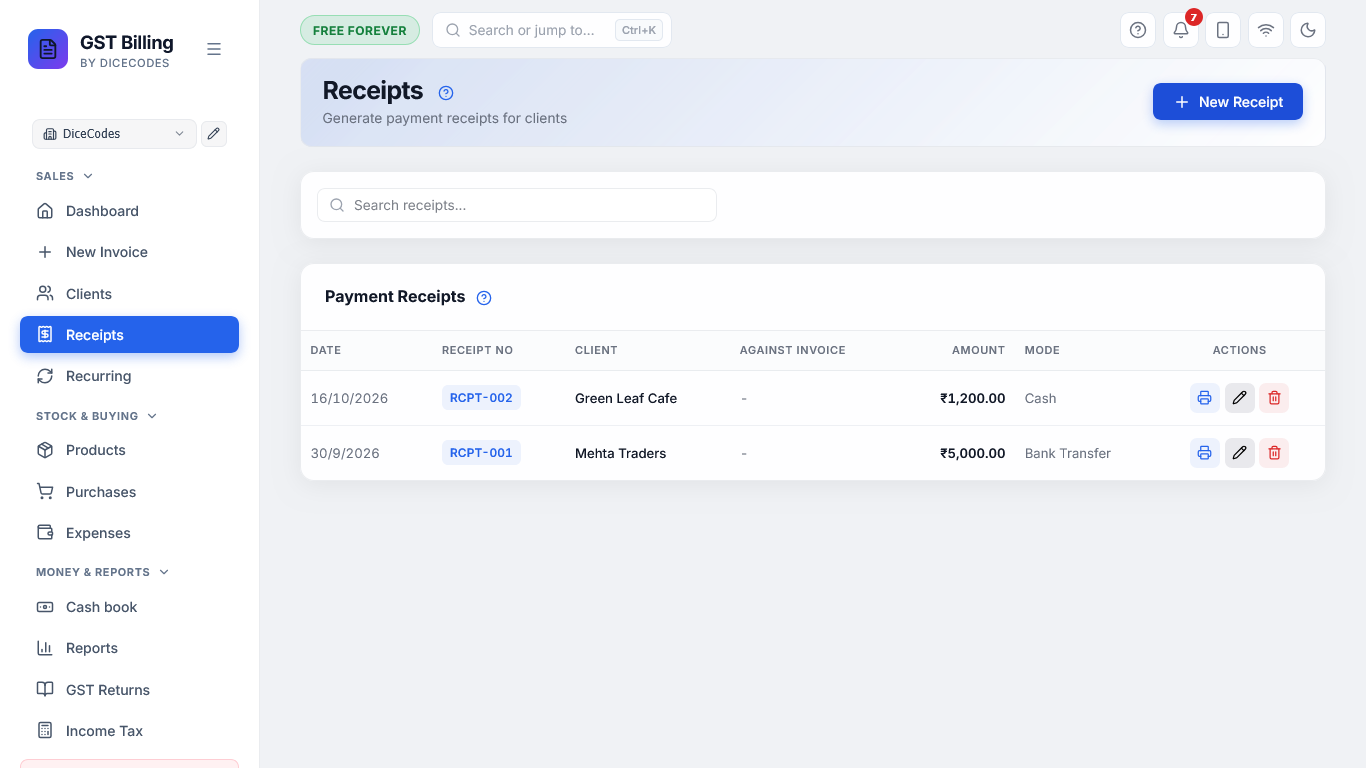 GST Billing
BY DICECODES
DiceCodes
SALES
Dashboard
New Invoice
Clients
Receipts
Recurring
STOCK & BUYING
Products
Purchases
Expenses
MONEY & REPORTS
Cash book
Reports
GST Returns
Income Tax
FREE FOREVER
Search or jump to...
Ctrl+K
7
Receipts
Generate payment receipts for clients
New Receipt
Search receipts...
Payment Receipts
DATE RECEIPT NO CLIENT AGAINST INVOICE AMOUNT MODE ACTIONS
16/10/2026 RCPT-002 Green Leaf Cafe - ₹1,200.00 Cash
30/9/2026 RCPT-001 Mehta Traders - ₹5,000.00 Bank Transfer